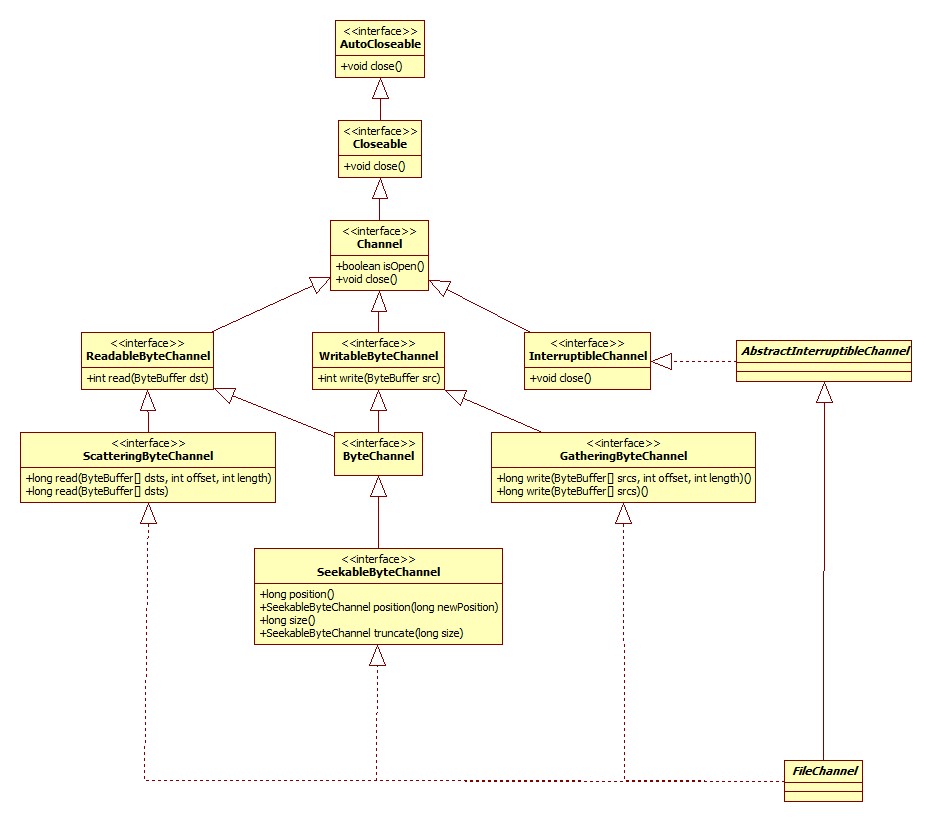 <<interface>>
AutoCloseable
+void close()
<<interface>>
Closeable
+void close()
<<interface>>
Channel
+boolean isOpen()
+void close()
<<interface>>
ReadableByteChannel
+int read(ByteBuffer dst)
<<interface>>
WritableByteChannel
+int write(ByteBuffer src)
<<interface>>
InterruptibleChannel
+void close()
AbstractInterruptibleChannel
<<interface>>
ScatteringByteChannel
+long read(ByteBuffer[] dsts, int offset, int length)
+long read(ByteBuffer[] dsts)
<<interface>>
ByteChannel
<<interface>>
GatheringByteChannel
+long write(ByteBuffer[] srcs, int offset, int length)()
+long write(ByteBuffer[] srcs)()
<<interface>>
SeekableByteChannel
+long position()
+SeekableByteChannel position(long newPosition)
+long size()
+SeekableByteChannel truncate(long size)
FileChannel